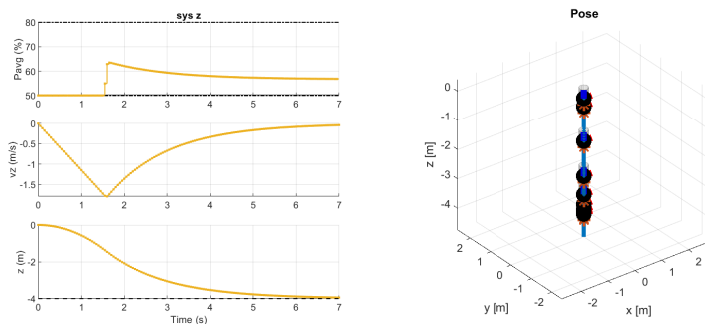 sys z
Pavg (%)
80
70
60
50
0 1 2 3 4 5 6 7
vz (m/s)
0
-0.5
-1
-1.5
0 1 2 3 4 5 6 7
z (m)
0
-2
-4
0 1 2 3 4 5 6 7
Time (s)
Pose
z [m]
0
-1
-2
-3
-4
y [m]
2
1
0
-1
-2
x [m]
-2
-1
0
1
2